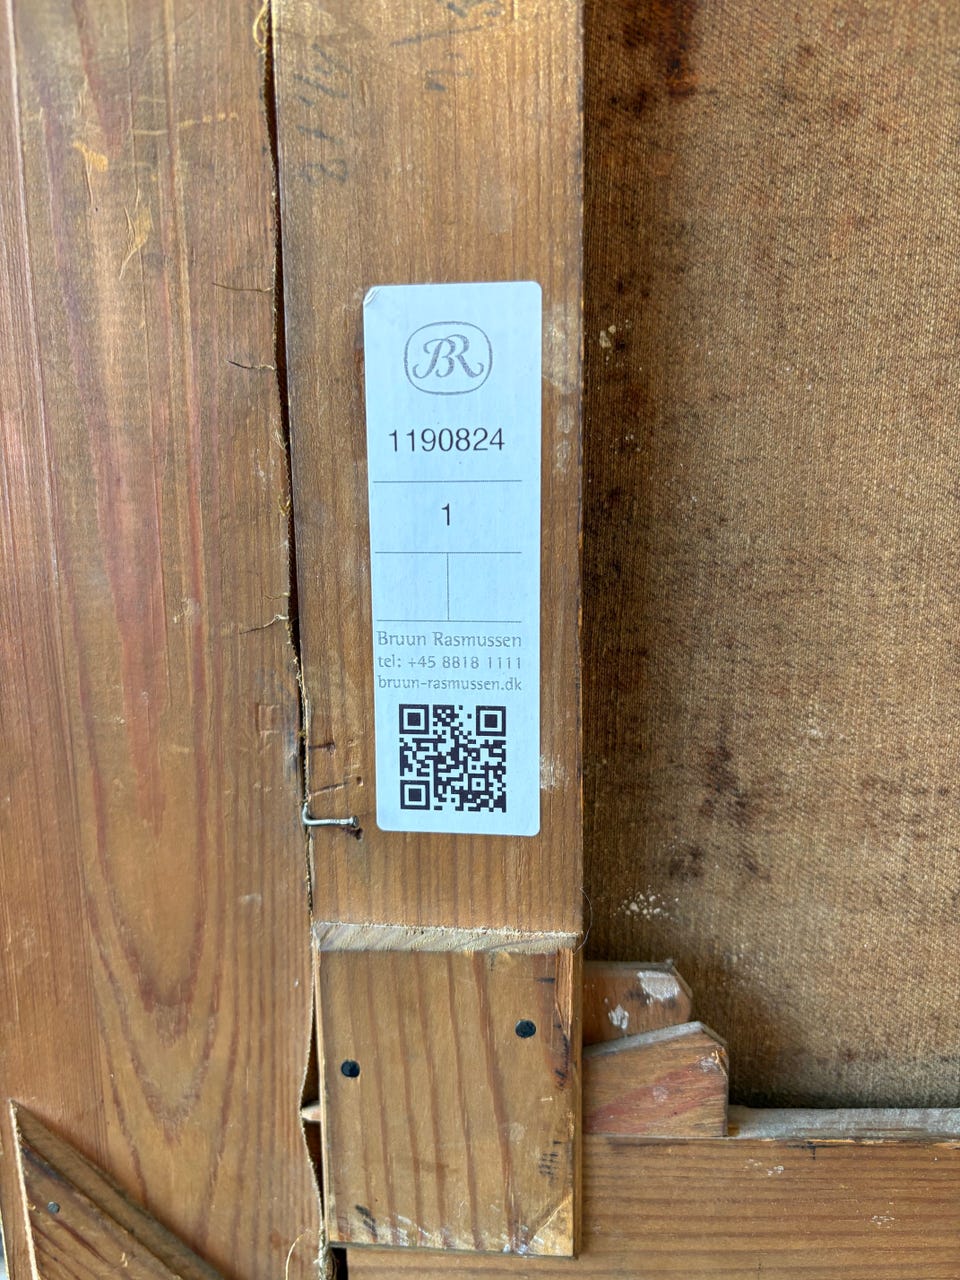 BR
1190824
1
Bruun Rasmussen
tel: +45 8818 1111
bruun-rasmussen.dk